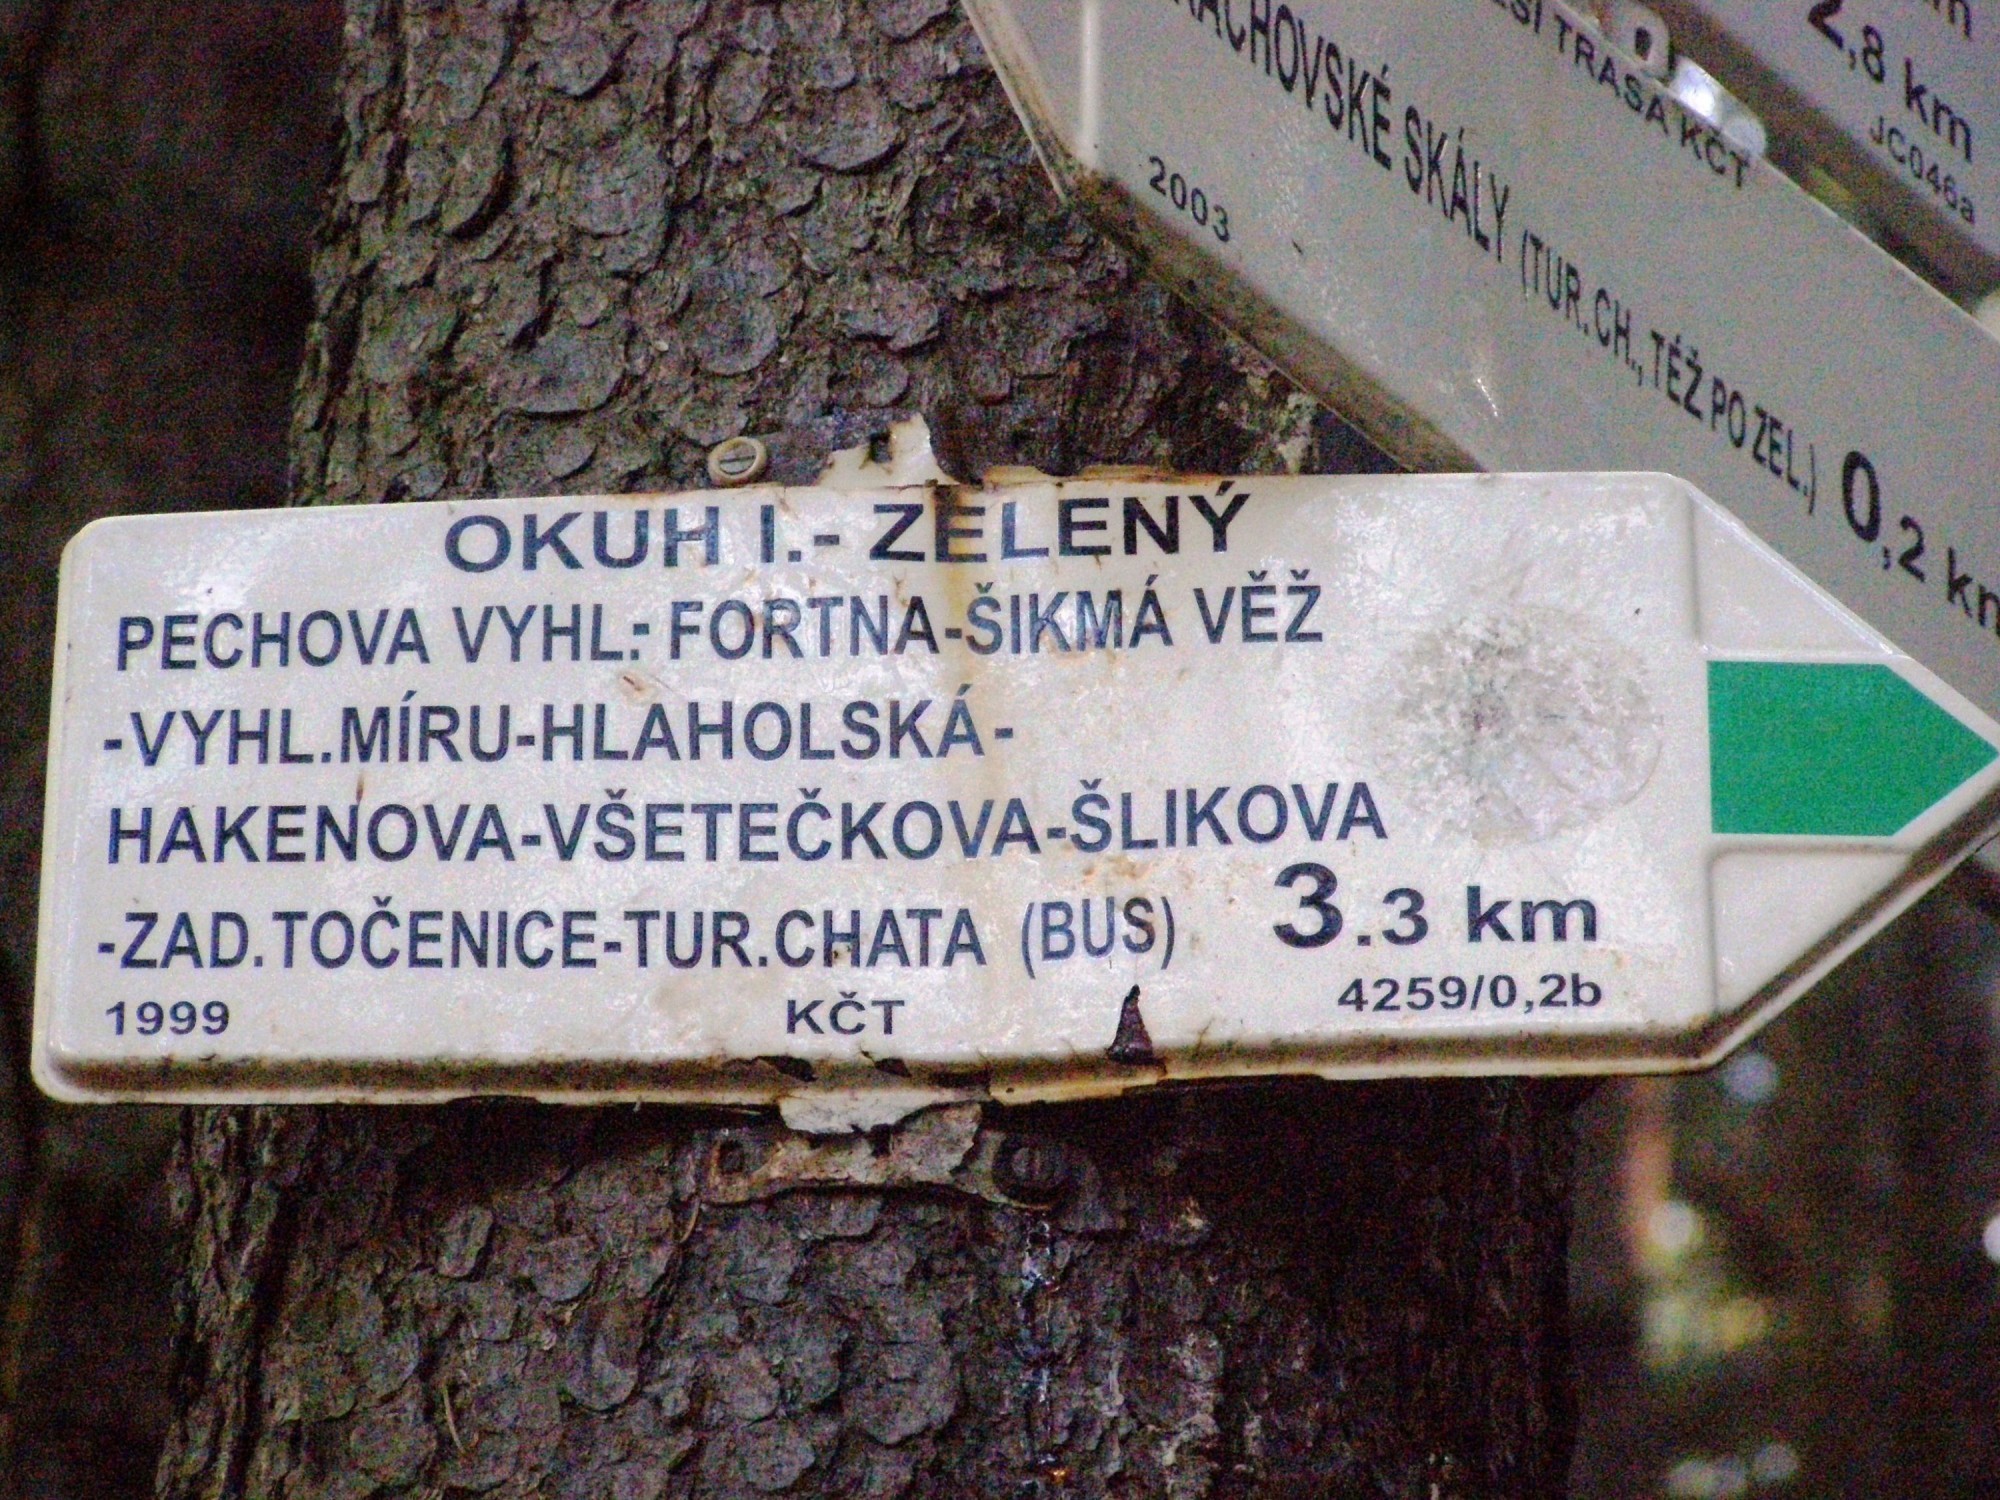 2,8 km
JC046a
TRASA KČT
SKÁLY (TUR.CH., TÉŽ PO ZEL.) 0,2 km
2003
OKUH I.- ZELENÝ
PECHOVA VYHL.- FORTNA-ŠIKMÁ VĚŽ
-VYHL.MÍRU-HLAHOLSKÁ-
HAKENOVA-VŠETEČKOVA-ŠLIKOVA
-ZAD.TOČENICE-TUR.CHATA (BUS) 3.3 km
1999 KČT 4259/0,2b